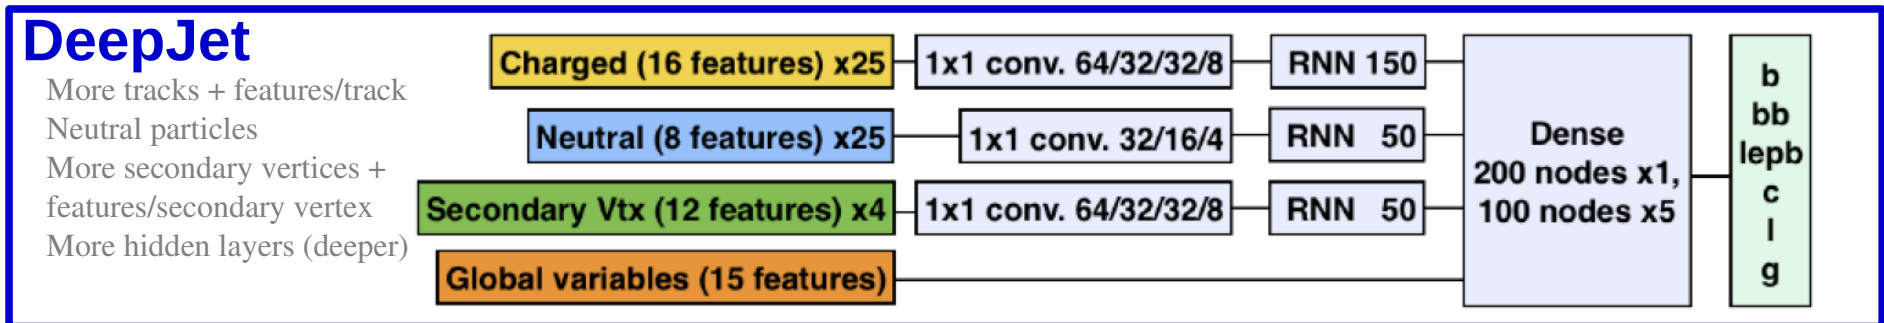 DeepJet
More tracks + features/track
Neutral particles
More secondary vertices +
features/secondary vertex
More hidden layers (deeper)
Charged (16 features) x25
1x1 conv. 64/32/32/8
RNN 150
Neutral (8 features) x25
1x1 conv. 32/16/4
RNN 50
Secondary Vtx (12 features) x4
1x1 conv. 64/32/32/8
RNN 50
Global variables (15 features)
Dense
200 nodes x1,
100 nodes x5
b
bb
lepb
c
l
g